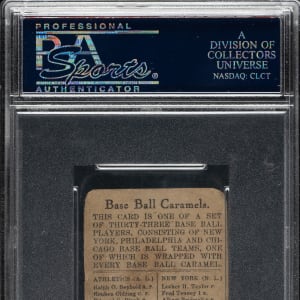 PROFESSIONAL
PSA
Sports
®
AUTHENTICATOR
A
DIVISION OF
COLLECTORS
UNIVERSE
NASDAQ: CLCT
Base Ball Caramels.
THIS CARD IS ONE OF A SET
OF THIRTY-THREE BASE BALL
PLAYERS, CONSISTING OF NEW
YORK, PHILADELPHIA AND CHI-
CAGO BASE BALL TEAMS, ONE
OF WHICH IS WRAPPED WITH
EVERY BASE BALL CARAMEL.
ATHLETICS (A. L.)
Ralph O. Seybold r. f.
Reuben Oldring c. f.
NEW YORK (N. L.)
Luther H. Taylor p.
Fred Tenney 1 b.